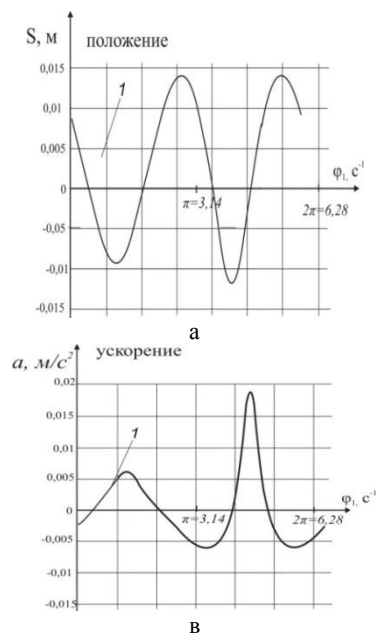 S, м
положение
0,015
0,01
1
0,005
0
π=3,14
φ1, с-1
2π=6,28
-0,05
-0,01
-0,015
а
а, м/с2
ускорение
0,02
0,015
0,01
1
0,005
φ1, с-1
0
π=3,14
2π=6,28
-0,005
-0,01
-0,015
в